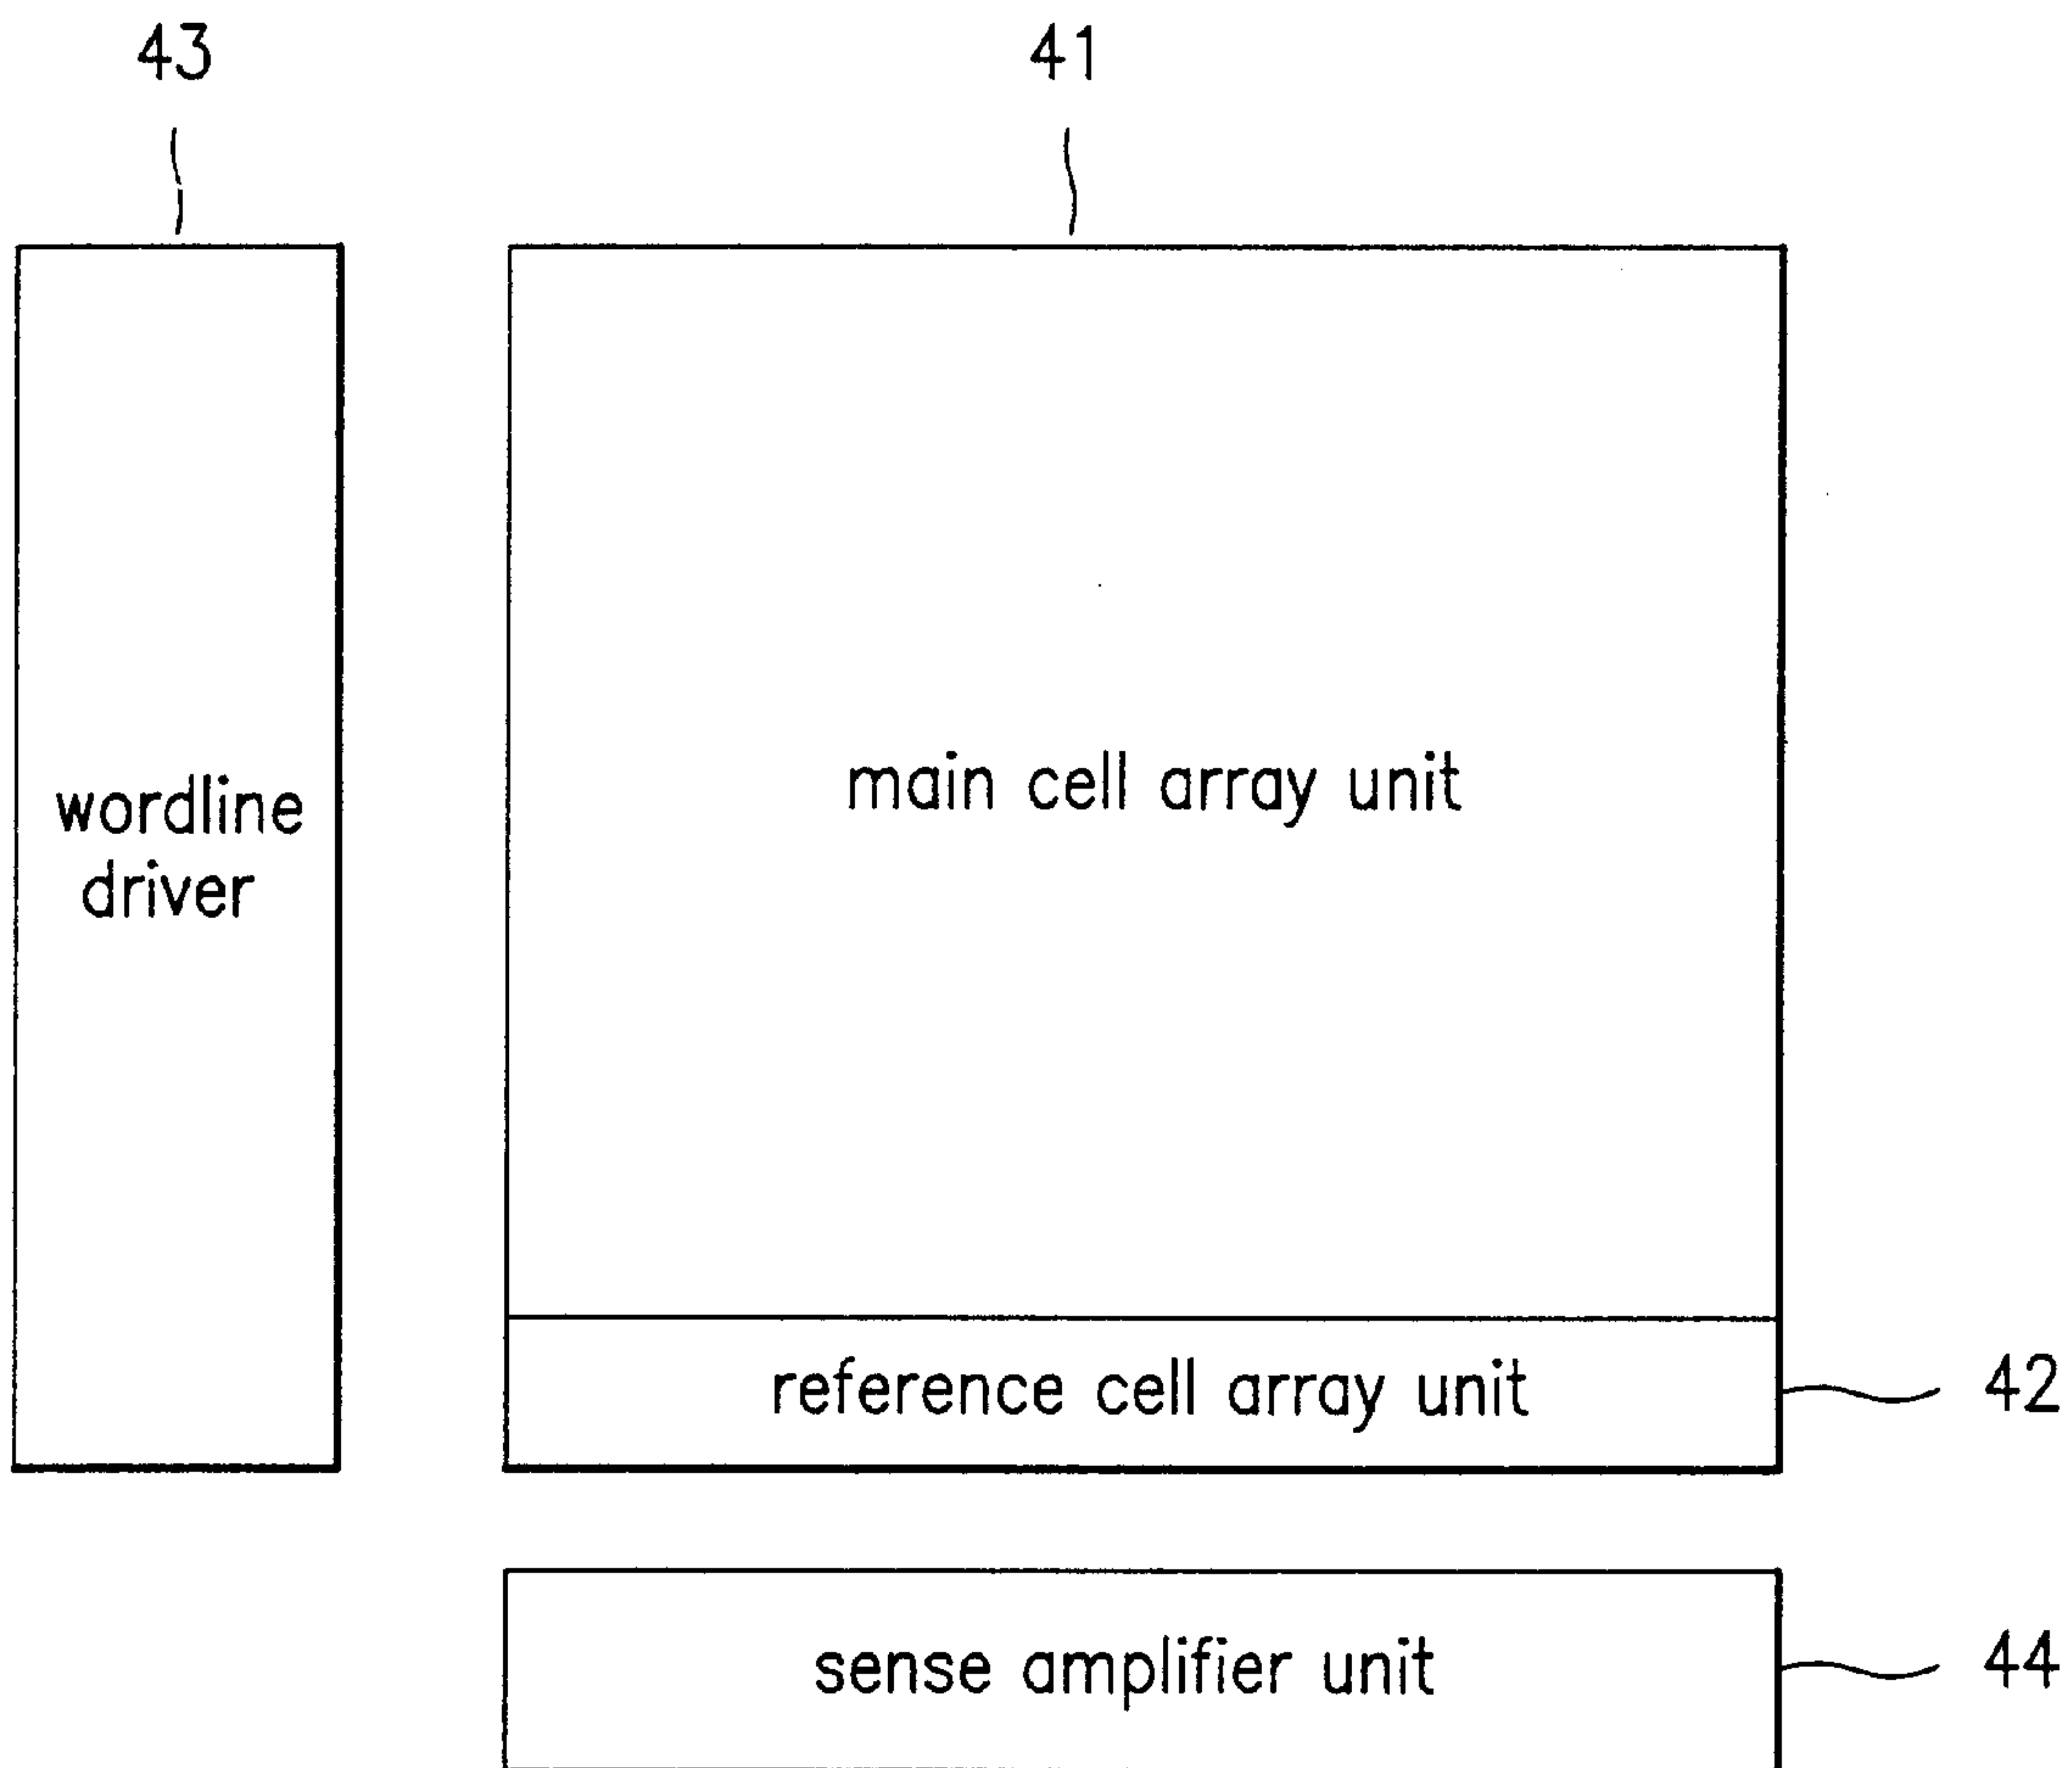 43
41
wordline
driver
main cell array unit
reference cell array unit
42
sense amplifier unit
44